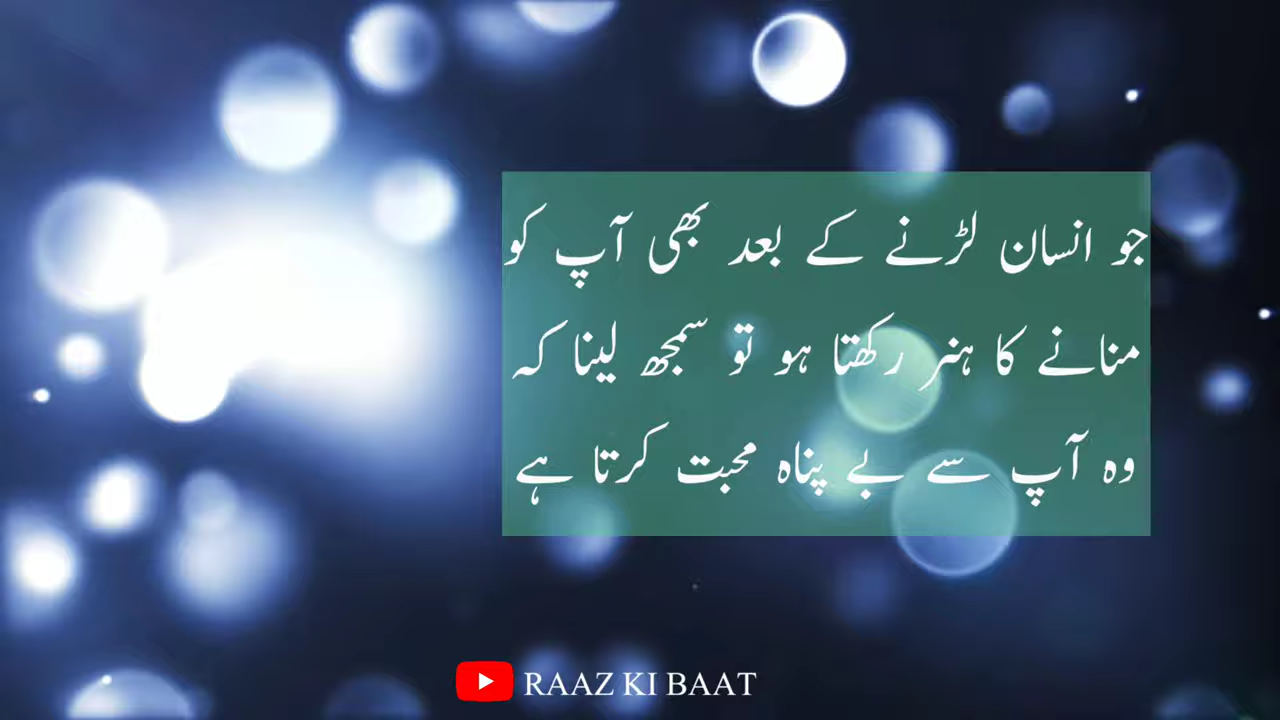 جو انسان لڑنے کے بعد بھی آپ کو
منانے کا ہنر رکھتا ہو تو سمجھ لینا کہ
وہ آپ سے بے پناہ محبت کرتا ہے
RAAZ KI BAAT